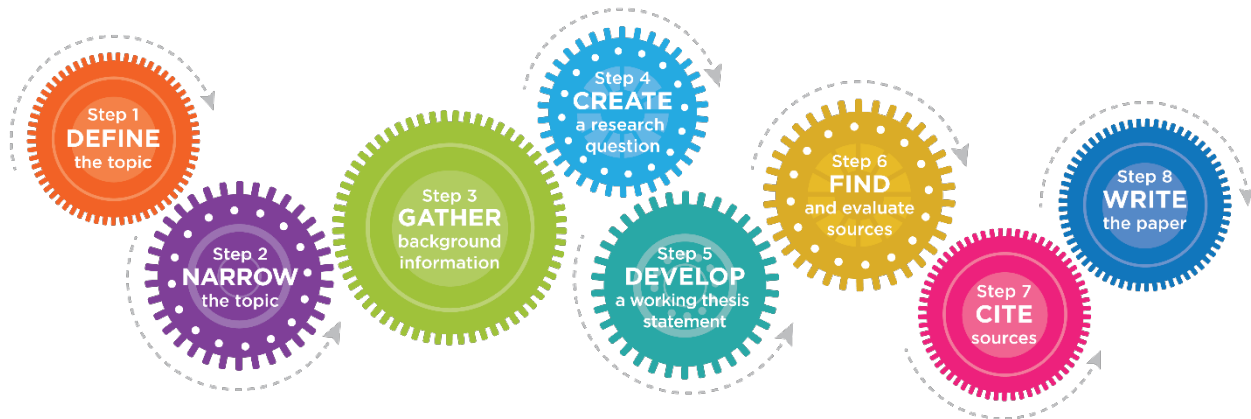 Step 1
DEFINE
the topic
Step 2
NARROW
the topic
Step 3
GATHER
background
information
Step 4
CREATE
a research
question
Step 5
DEVELOP
a working thesis
statement
Step 6
FIND
and evaluate
sources
Step 7
CITE
sources
Step 8
WRITE
the paper